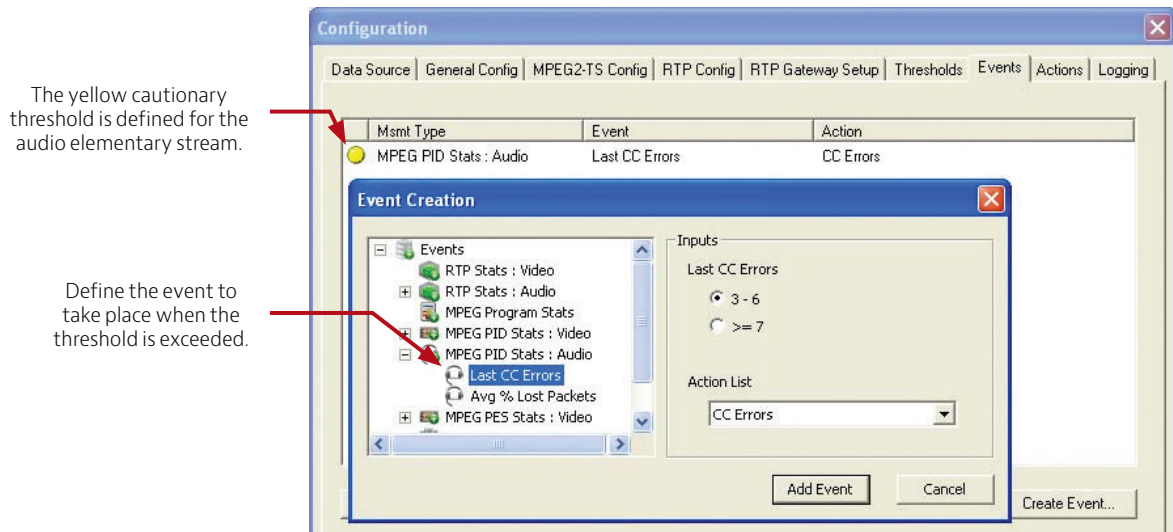 Configuration
Data Source General Config MPEG2-TS Config RTP Config RTP Gateway Setup Thresholds Events Actions Logging
The yellow cautionary
threshold is defined for the
audio elementary stream.
Msmt Type Event Action
MPEG PID Stats : Audio Last CC Errors CC Errors
Event Creation
Events
RTP Stats : Video
RTP Stats : Audio
MPEG Program Stats
MPEG PID Stats : Video
MPEG PID Stats : Audio
Last CC Errors
Avg % Lost Packets
MPEG PES Stats : Video
Inputs
Last CC Errors
3 - 6
>= 7
Action List
CC Errors
Define the event to
take place when the
threshold is exceeded.
Add Event Cancel
Create Event...